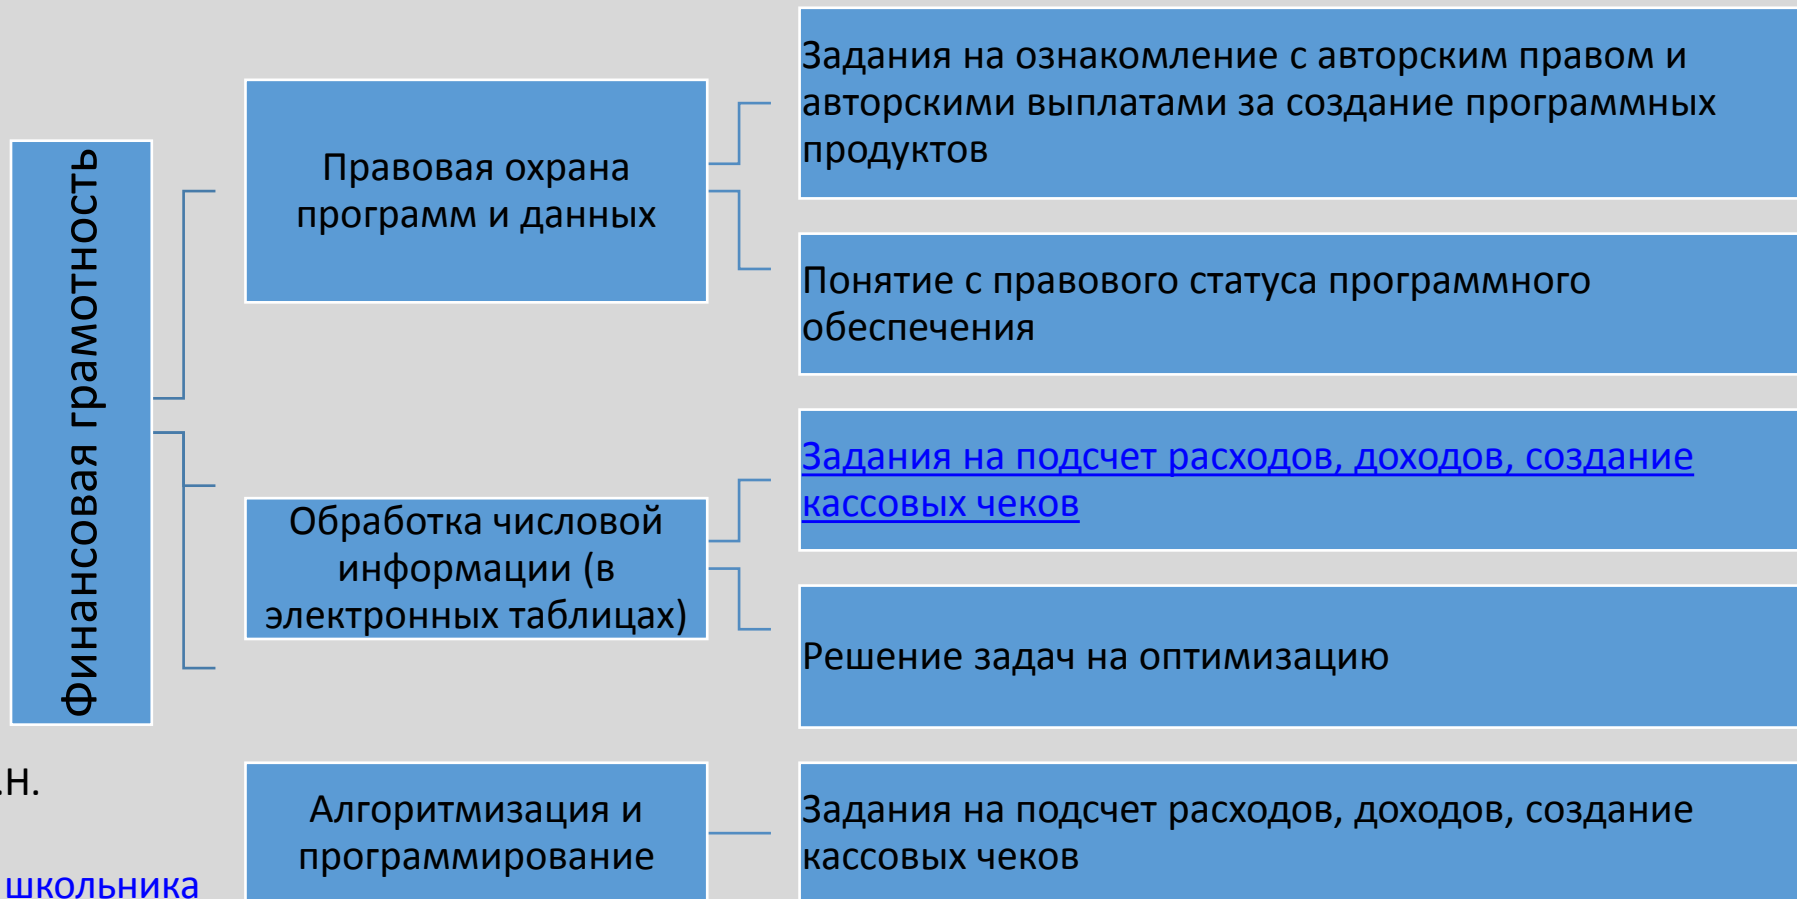 Финансовая грамотность
Правовая охрана
программ и данных
Задания на ознакомление с авторским правом и
авторскими выплатами за создание программных
продуктов
Понятие с правового статуса программного
обеспечения
Обработка числовой
информации (в
электронных таблицах)
Задания на подсчет расходов, доходов, создание
кассовых чеков
Решение задач на оптимизацию
Алгоритмизация и
программирование
Задания на подсчет расходов, доходов, создание
кассовых чеков
.Н.
школьника